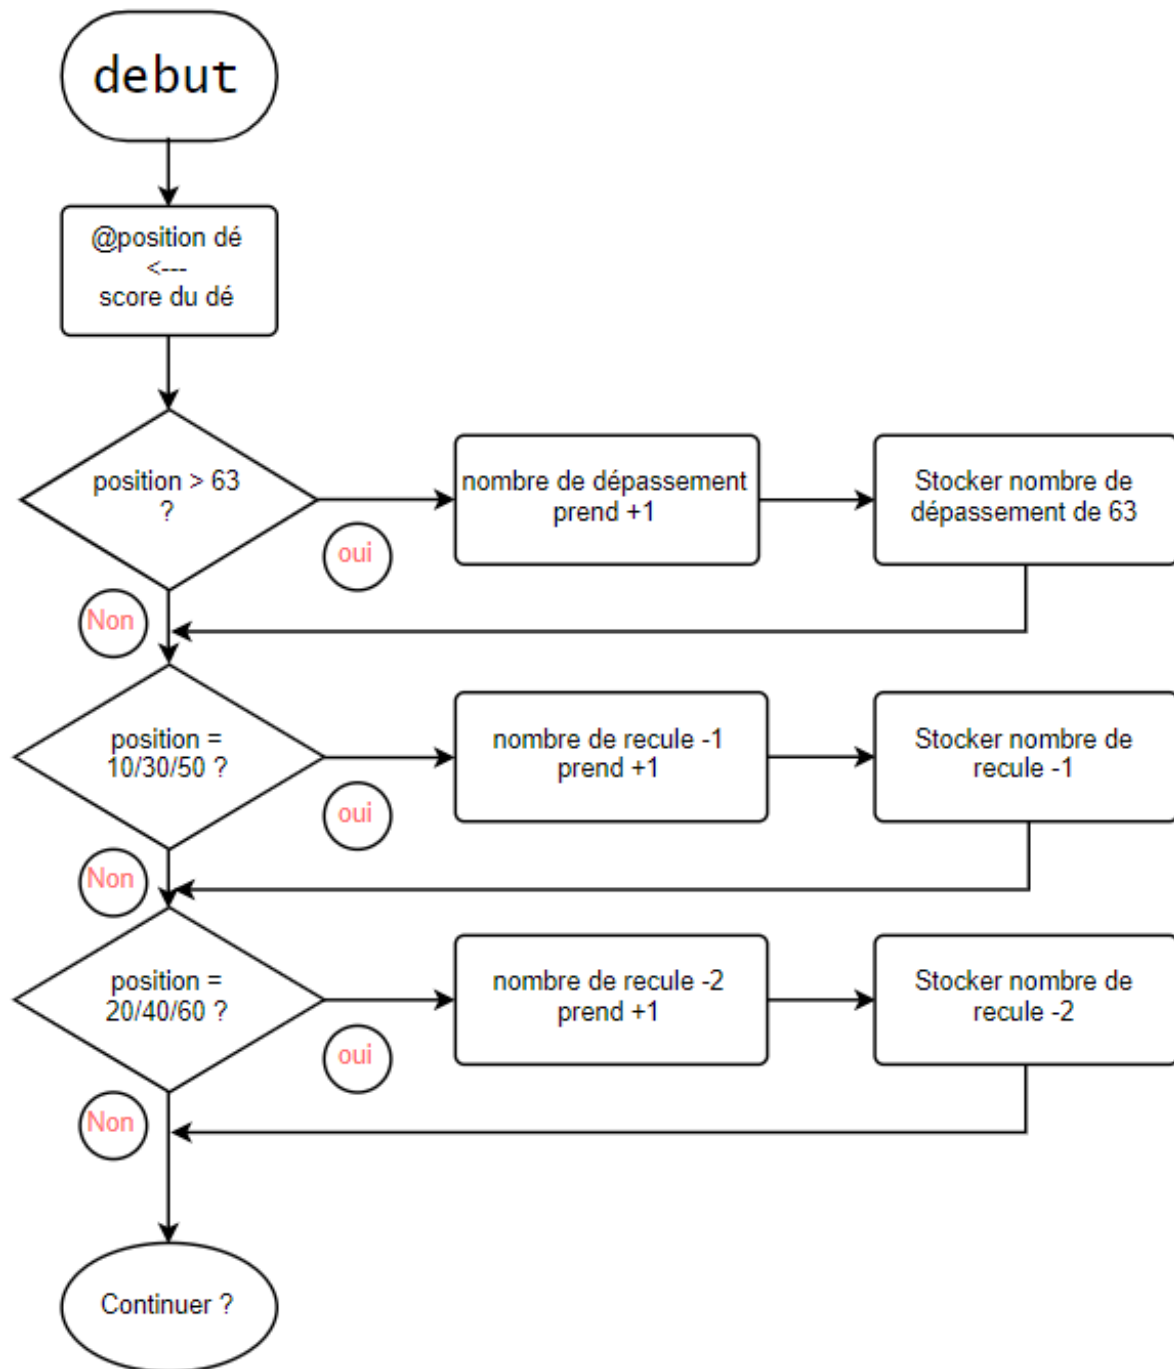 debut
@position dé
<---
score du dé
position > 63
?
oui
Non
nombre de dépassement
prend +1
Stocker nombre de
dépassement de 63
position =
10/30/50 ?
oui
Non
nombre de recule -1
prend +1
Stocker nombre de
recule -1
position =
20/40/60 ?
oui
Non
nombre de recule -2
prend +1
Stocker nombre de
recule -2
Continuer ?